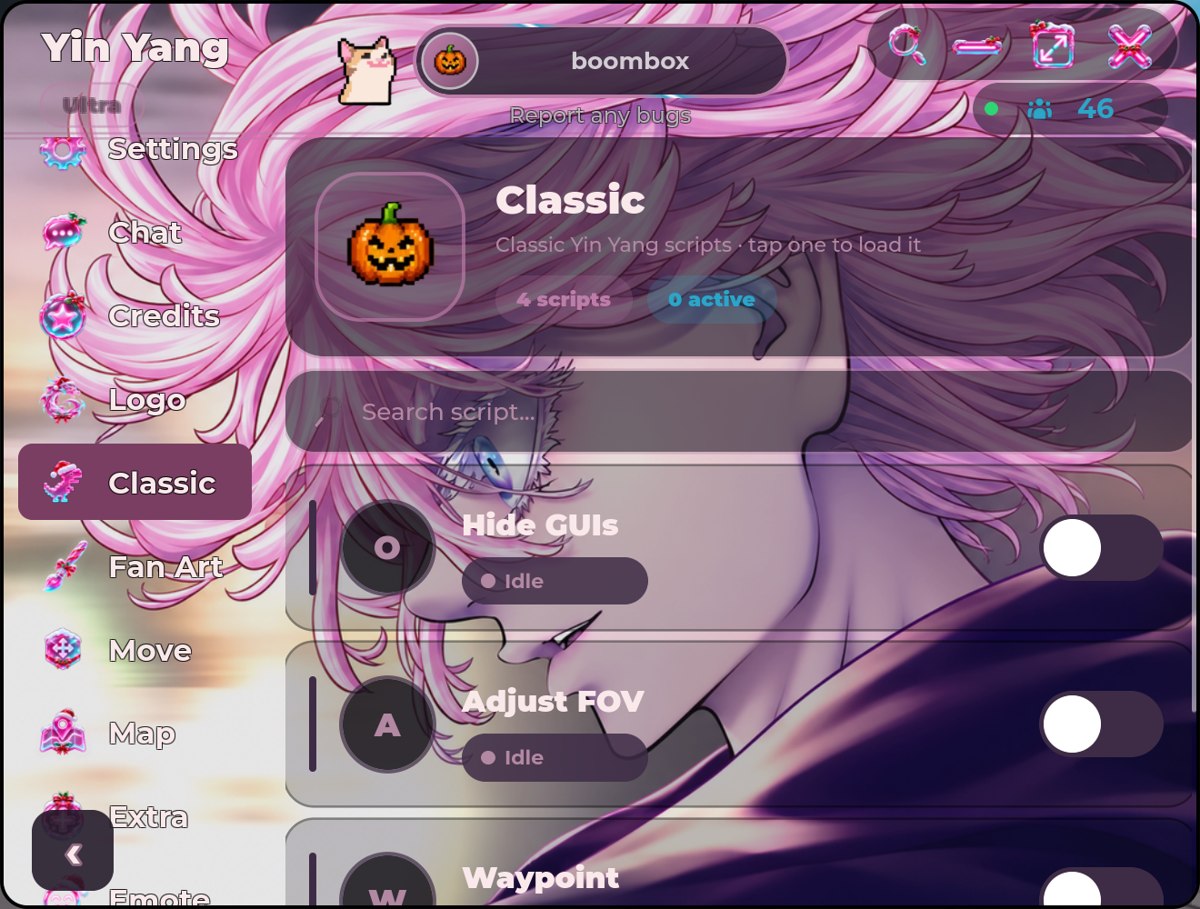 Yin Yang
Ultra
boombox
Report any bugs
46
Settings
Chat
Credits
Logo
Classic
Fan Art
Move
Map
Extra
Emote
Classic
Classic Yin Yang scripts · tap one to load it
4 scripts
0 active
Search script...
O
Hide GUIs
Idle
A
Adjust FOV
Idle
W
Waypoint